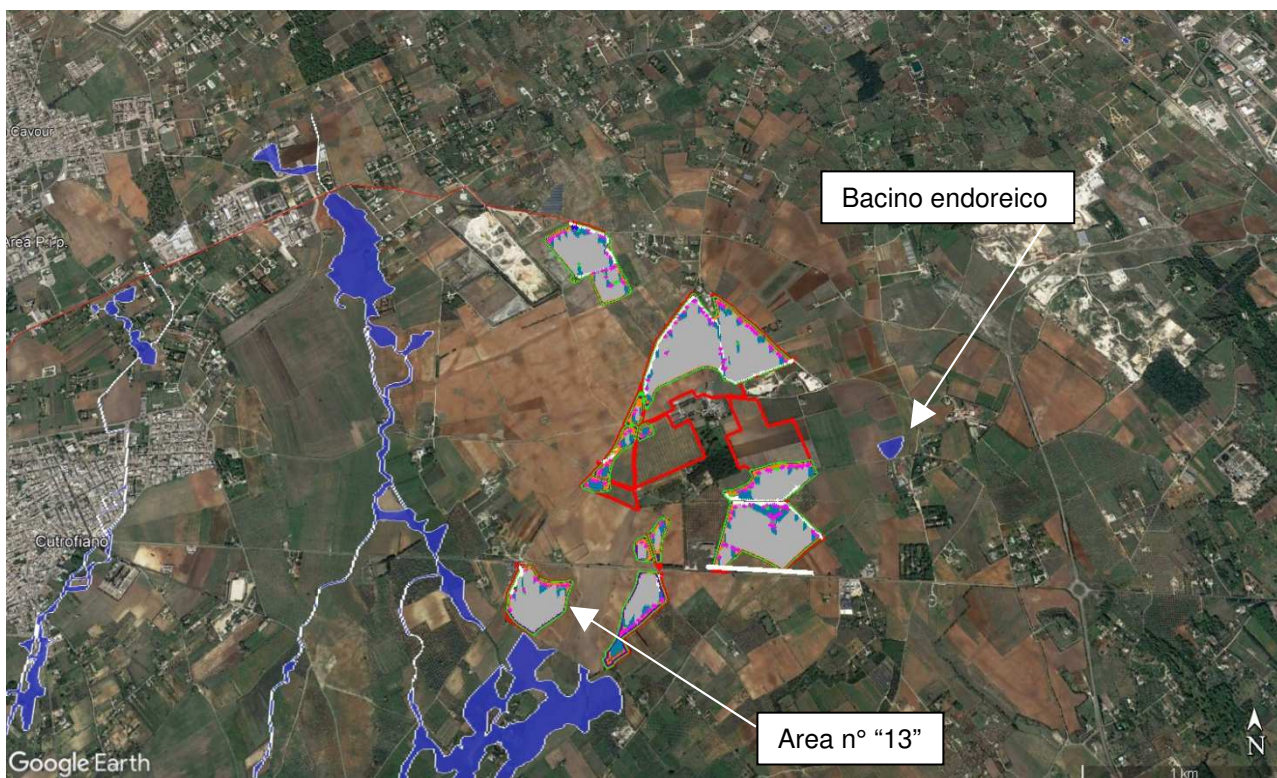 Cavour
Area P.i.p.
Bacino endoreico
Cutrofiano
Area n° “13”
Google Earth
N
1 km